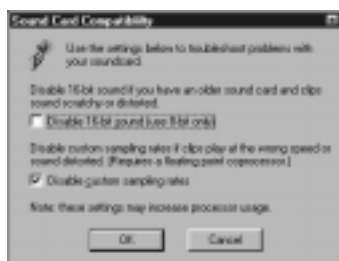 Sound Card Compatibility
Use the settings below to troubleshoot problems with
your soundcard.
Disable 16-bit sound if you have an older sound card and clips
sound scratchy or distorted.
Disable 16-bit sound (use 8-bit only)
Disable custom sampling rates if clips play at the wrong speed or
sound distorted. (Requires a floating point coprocessor.)
Disable custom sampling rates
Note: these settings may increase processor usage.
OK
Cancel